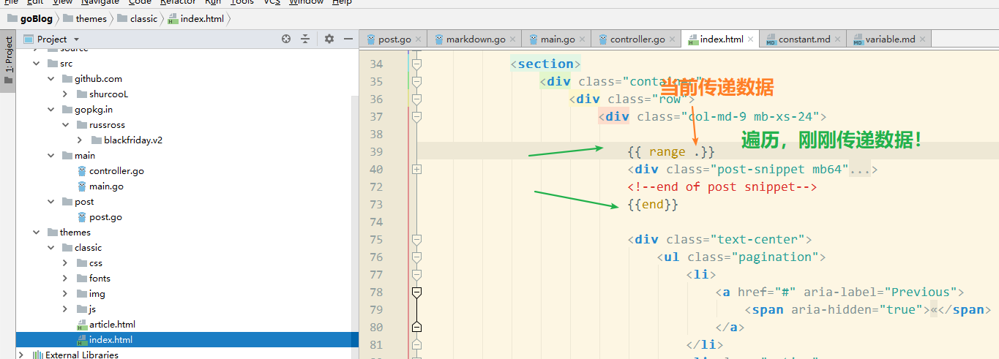 File Edit View Navigate Code Refactor Run Tools VCS Window Help
goBlog themes classic index.html
1: Project
Project
post.go markdown.go main.go controller.go index.html constant.md variable.md
source
src
github.com
shurcooL
gopkg.in
russross
blackfriday.v2
main
controller.go
main.go
post
post.go
themes
classic
css
fonts
img
js
article.html
index.html
External Libraries
34 <section>
35 <div class="container">
当前传递数据
36 <div class="row">
37 <div class="col-md-9 mb-xs-24">
38
遍历，刚刚传递数据！
39 {{ range .}}
40 <div class="post-snippet mb64"...>
72 <!--end of post snippet-->
73 {{end}}
74
75 <div class="text-center">
76 <ul class="pagination">
77 <li>
78 <a href="#" aria-label="Previous">
79 <span aria-hidden="true">«</span>
80 </a>
81 </li>